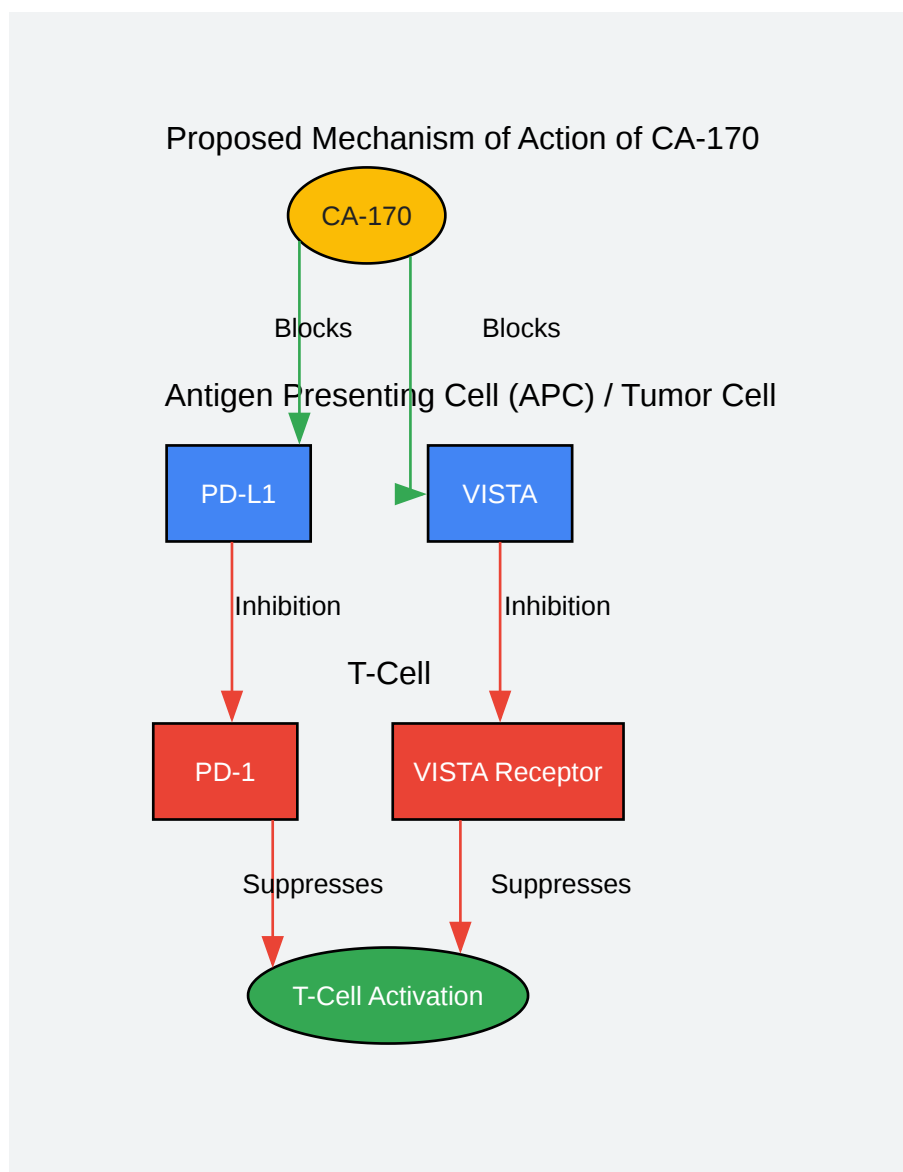 Proposed Mechanism of Action of CA-170
CA-170
Blocks
Blocks
Antigen Presenting Cell (APC) / Tumor Cell
PD-L1
VISTA
Inhibition
Inhibition
T-Cell
PD-1
VISTA Receptor
Suppresses
Suppresses
T-Cell Activation